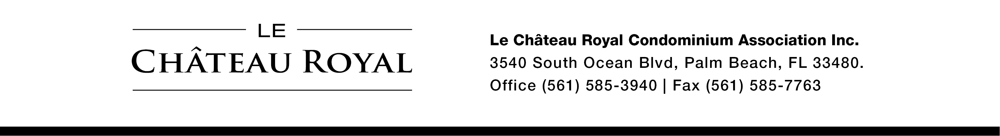 LE
CHÂTEAU ROYAL
Le Château Royal Condominium Association Inc.
3540 South Ocean Blvd, Palm Beach, FL 33480.
Office (561) 585-3940 | Fax (561) 585-7763